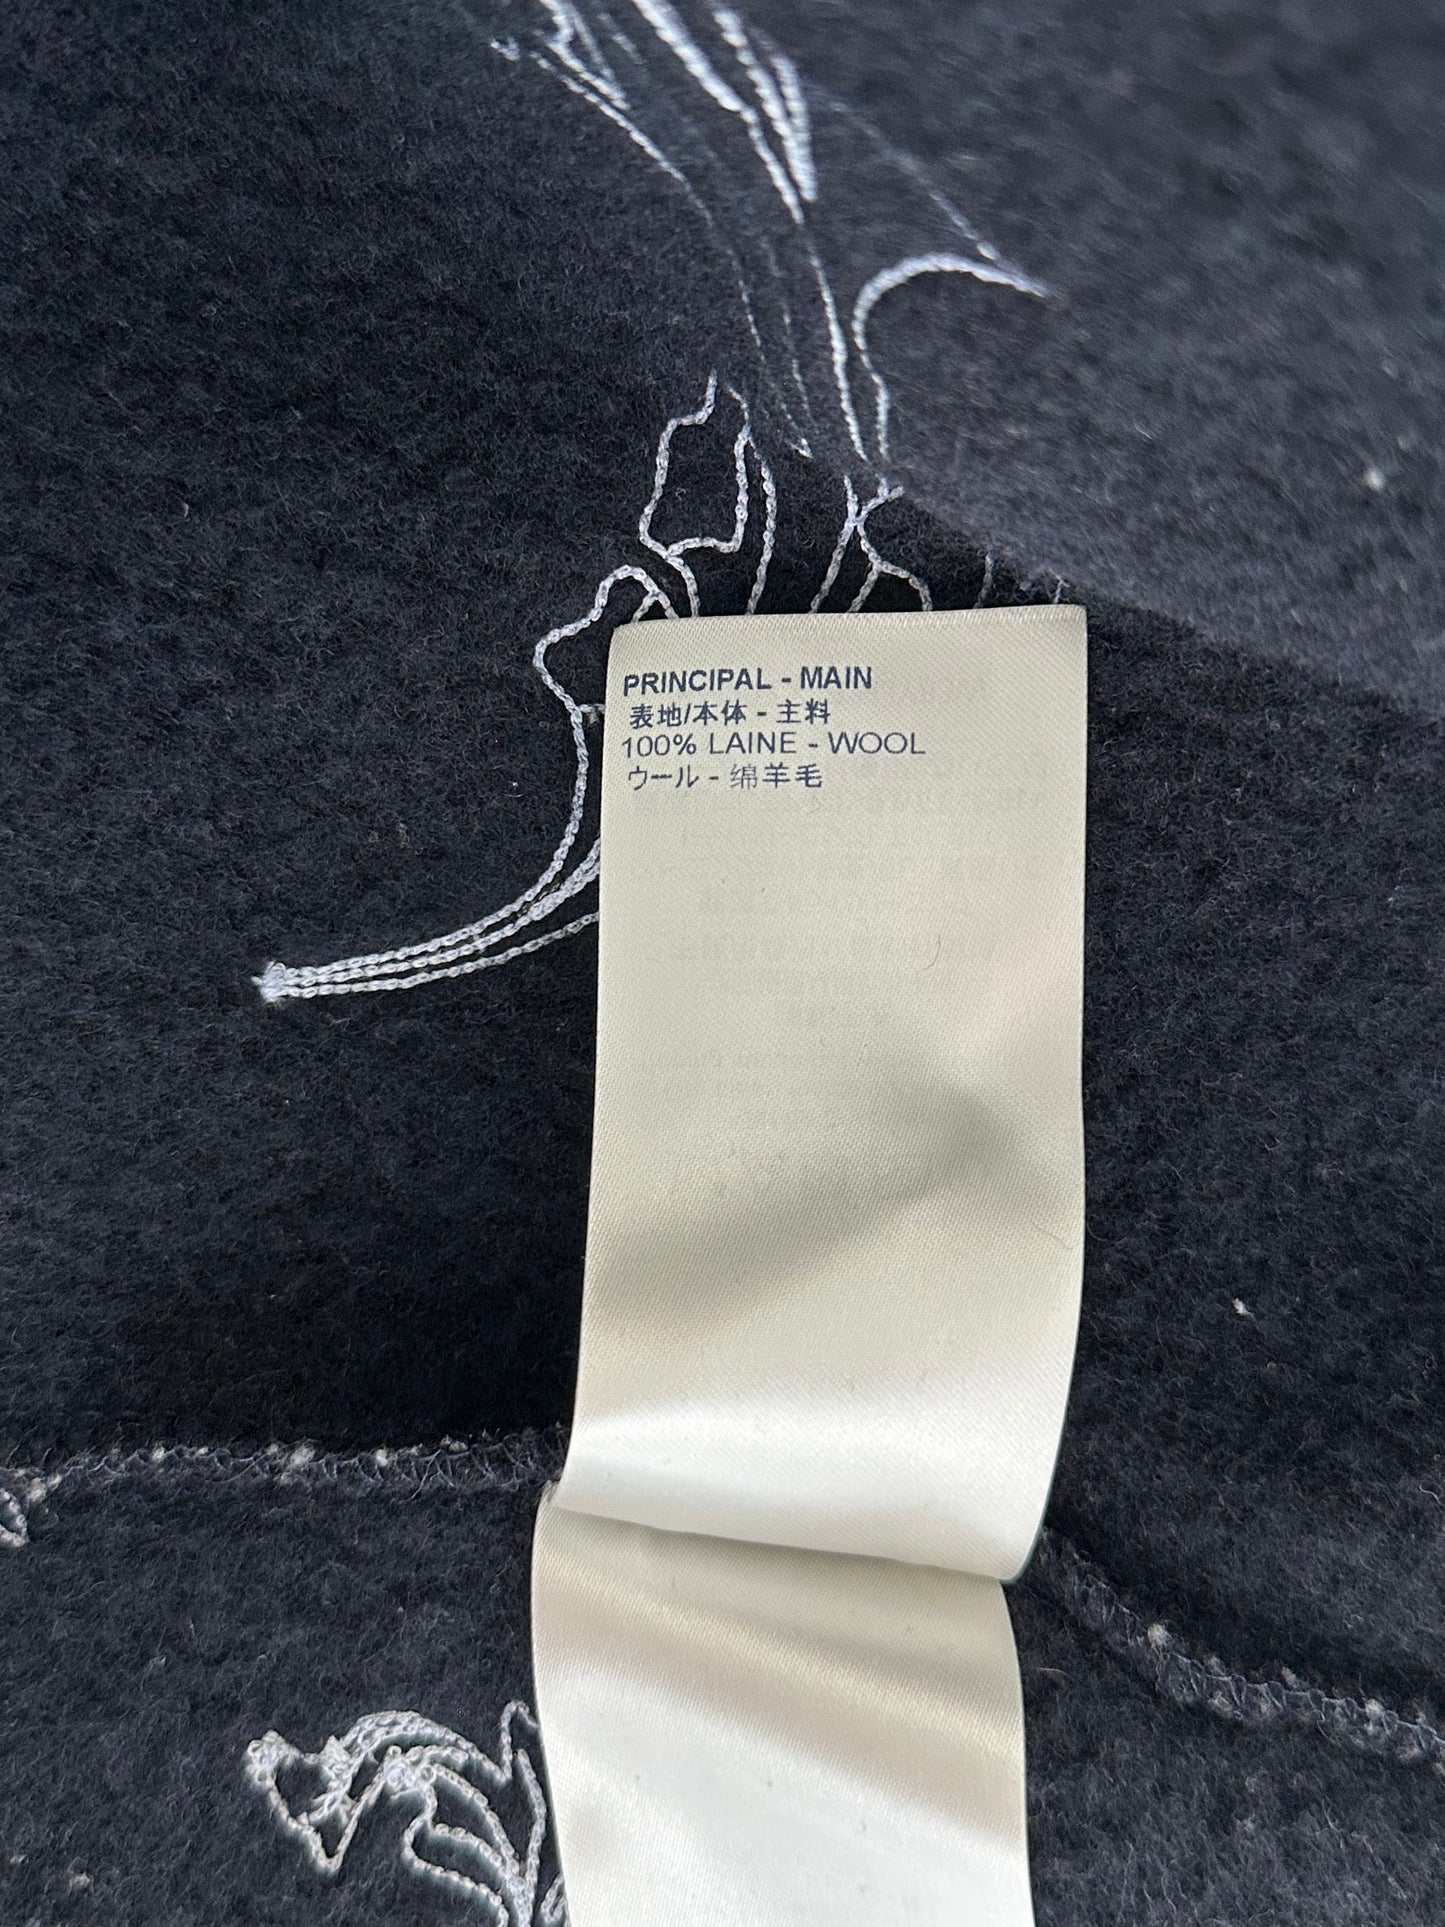 PRINCIPAL - MAIN
表地/本体 - 主料
100% LAINE - WOOL
ウール - 绵羊毛